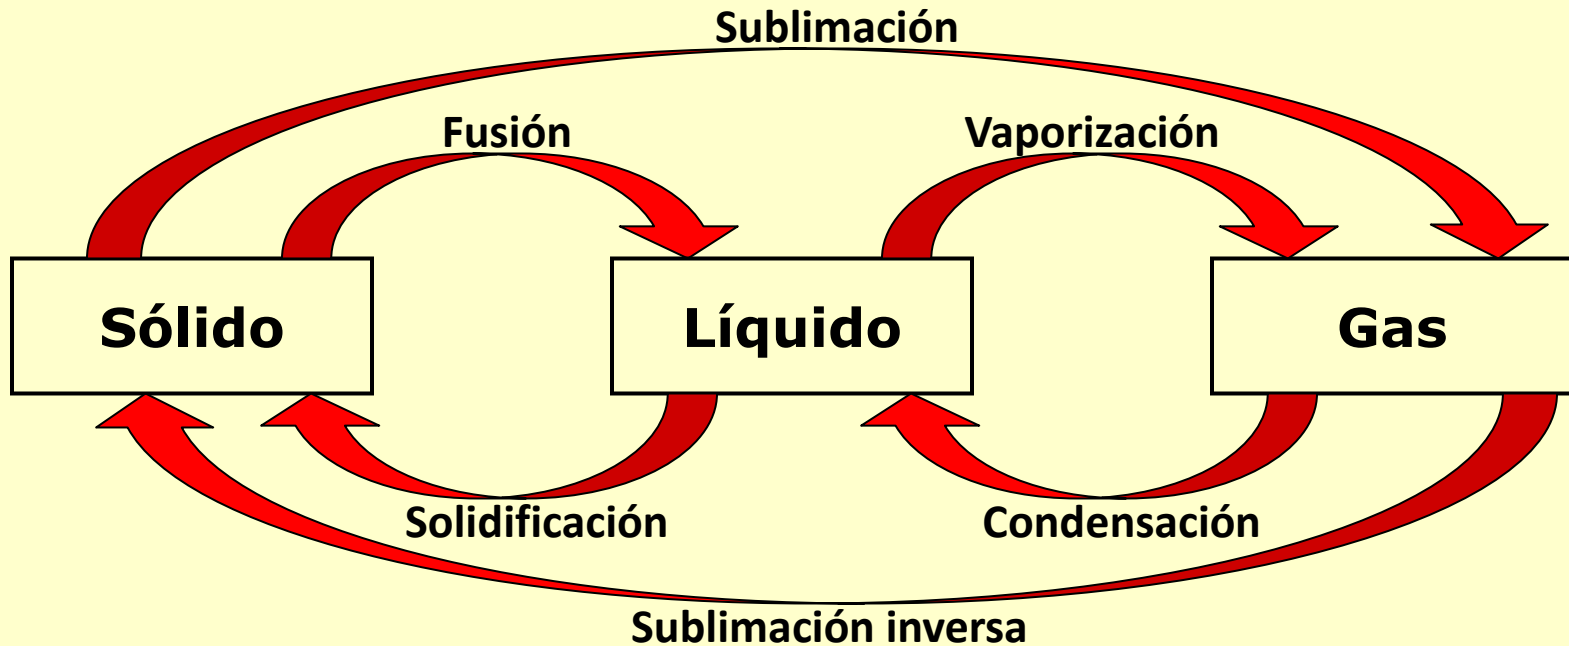 Sublimación
Fusión
Vaporización
Sólido
Líquido
Gas
Solidificación
Condensación
Sublimación inversa